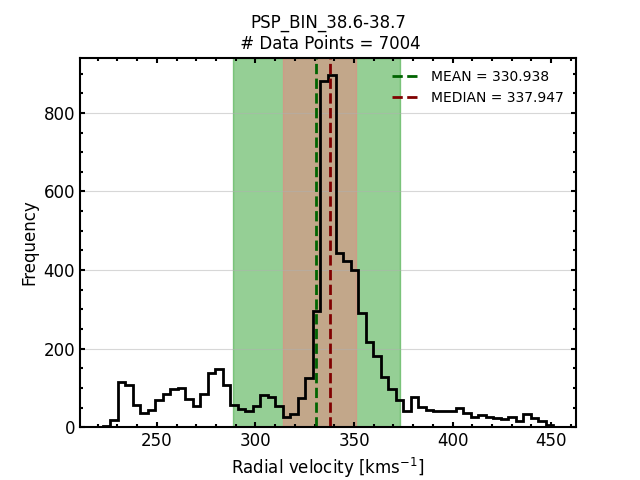 PSP_BIN_38.6-38.7
# Data Points = 7004
MEAN = 330.938
MEDIAN = 337.947
Frequency
800
600
400
200
0
250
300
350
400
450
Radial velocity [kms⁻¹]